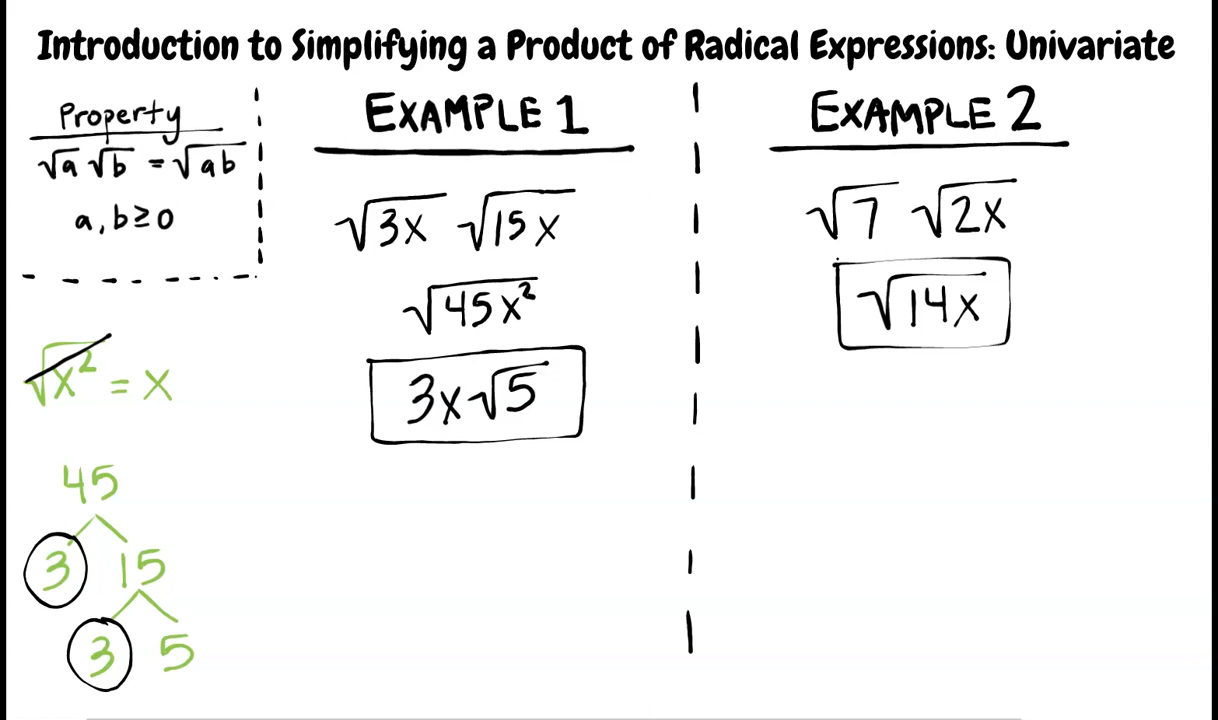 Introduction to Simplifying a Product of Radical Expressions: Univariate
Property
√a √b = √ab
a, b ≥ 0
√x² = x
45
3 15
3 5
EXAMPLE 1
√3x √15x
√45x²
3x√5
EXAMPLE 2
√7 √2x
√14x